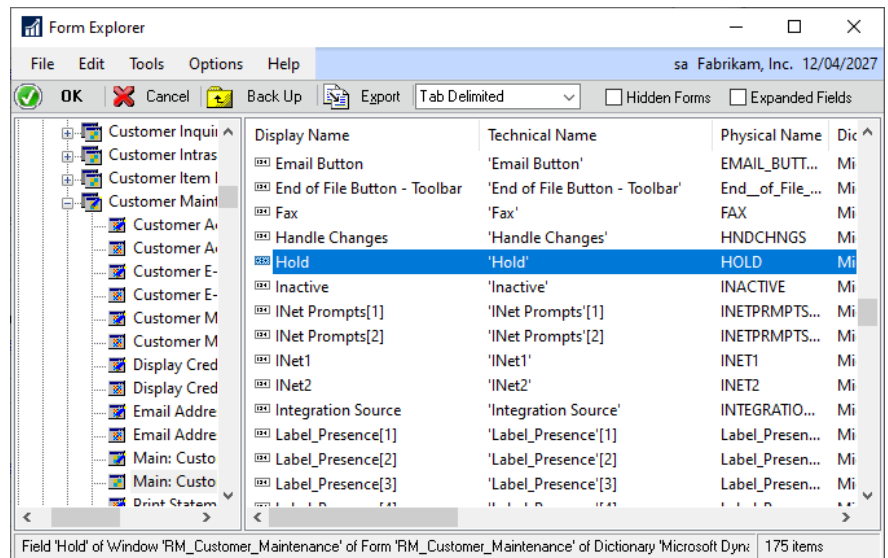 Form Explorer
File Edit Tools Options Help sa Fabrikam, Inc. 12/04/2027
OK Cancel Back Up Export Tab Delimited Hidden Forms Expanded Fields
Customer Inquir
Customer Intras
Customer Item
Customer Maint
Customer A
Customer A
Customer E-
Customer E-
Customer M
Customer M
Display Cred
Display Cred
Email Addre
Email Addre
Main: Custo
Main: Custo
Print Statem
Display Name Technical Name Physical Name Dic
Email Button 'Email Button' EMAIL_BUTT... Mi
End of File Button - Toolbar 'End of File Button - Toolbar' End__of_File_... Mi
Fax 'Fax' FAX Mi
Handle Changes 'Handle Changes' HNDCHNGS Mi
Hold 'Hold' HOLD Mi
Inactive 'Inactive' INACTIVE Mi
INet Prompts[1] 'INet Prompts'[1] INETPRMPTS... Mi
INet Prompts[2] 'INet Prompts'[2] INETPRMPTS... Mi
INet1 'INet1' INET1 Mi
INet2 'INet2' INET2 Mi
Integration Source 'Integration Source' INTEGRATIO... Mi
Label_Presence[1] 'Label_Presence'[1] Label_Presen... Mi
Label_Presence[2] 'Label_Presence'[2] Label_Presen... Mi
Label_Presence[3] 'Label_Presence'[3] Label_Presen... Mi
Field 'Hold' of Window 'RM_Customer_Maintenance' of Form 'RM_Customer_Maintenance' of Dictionary 'Microsoft Dyna 175 items